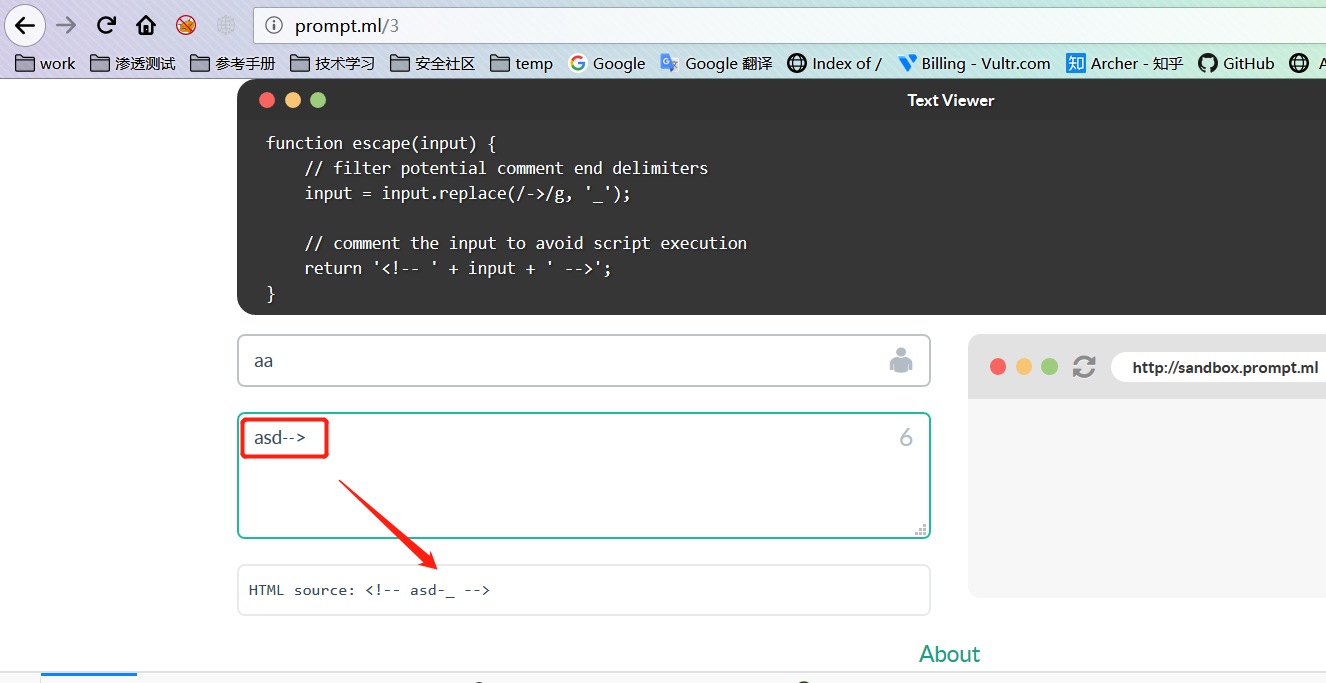 prompt.ml/3
work 渗透测试 参考手册 技术学习 安全社区 temp Google Google 翻译 Index of / Billing - Vultr.com Archer - 知乎 GitHub
Text Viewer
function escape(input) {
// filter potential comment end delimiters
input = input.replace(/->/g, '_');
// comment the input to avoid script execution
return '<!-- ' + input + ' -->';
}
aa
http://sandbox.prompt.ml
asd--> 6
HTML source: <!-- asd-_ -->
About